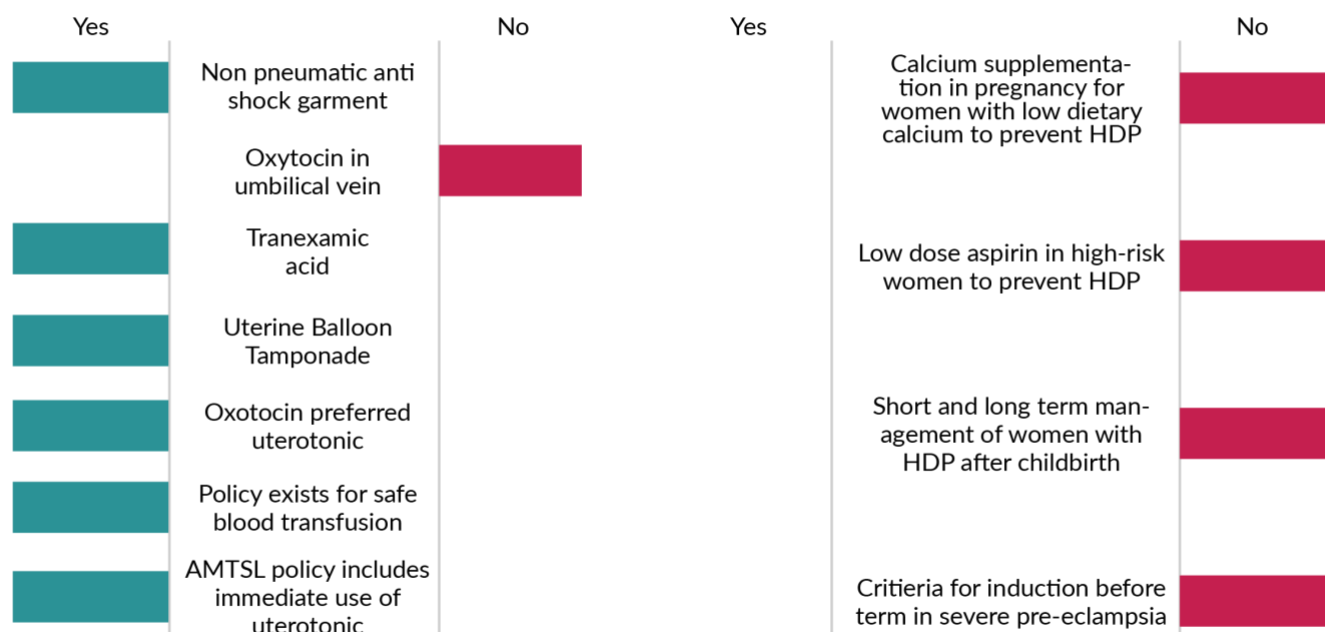 Yes
No
Non pneumatic anti
shock garment
Oxytocin in
umbilical vein
Tranexamic
acid
Uterine Balloon
Tamponade
Oxotocin preferred
uterotonic
Policy exists for safe
blood transfusion
AMTSL policy includes
immediate use of
uterotonic
Yes
No
Calcium supplementa-
tion in pregnancy for
women with low dietary
calcium to prevent HDP
Low dose aspirin in high-risk
women to prevent HDP
Short and long term man-
agement of women with
HDP after childbirth
Critieria for induction before
term in severe pre-eclampsia